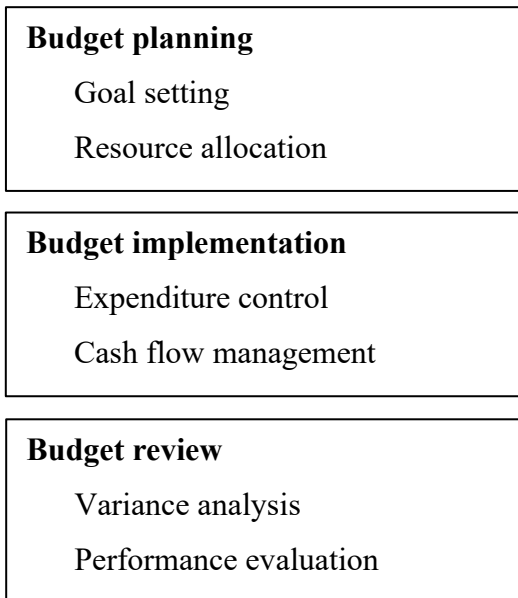 Budget planning
Goal setting
Resource allocation
Budget implementation
Expenditure control
Cash flow management
Budget review
Variance analysis
Performance evaluation